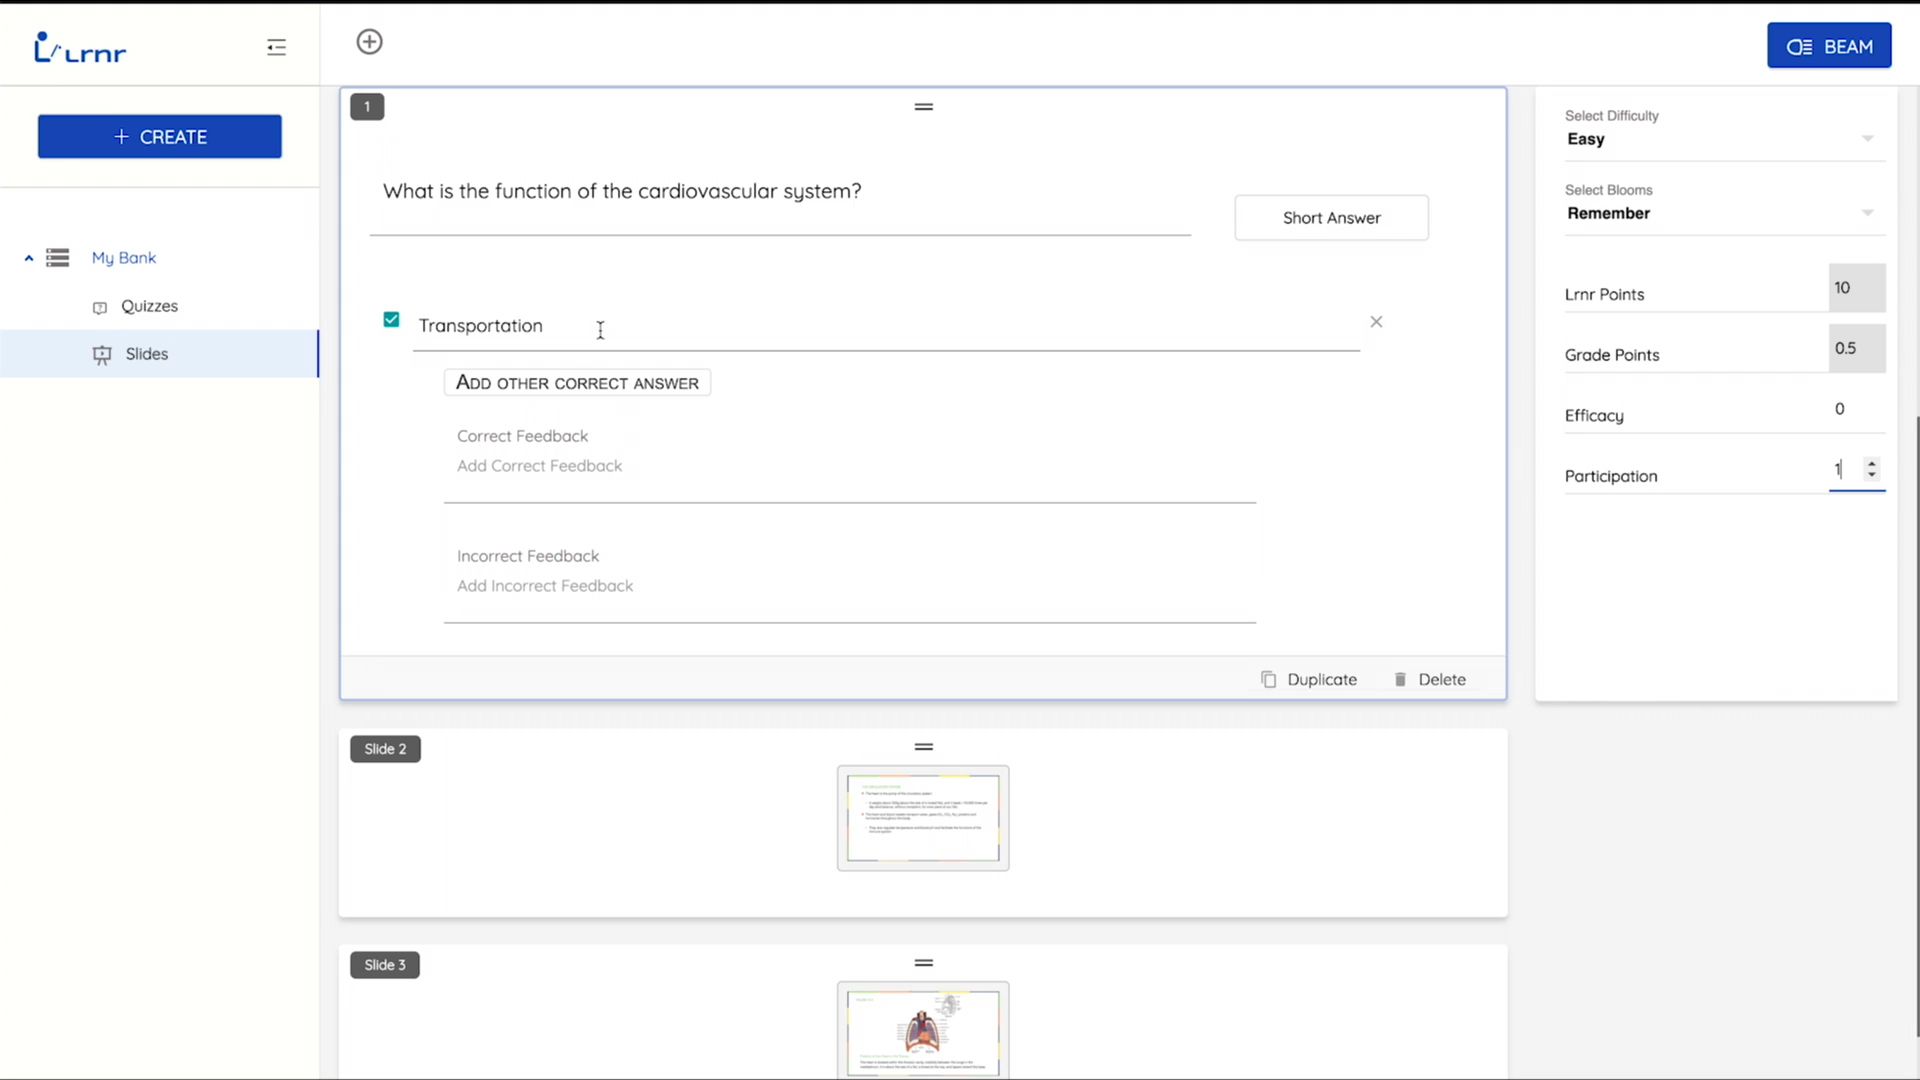 Lrnr
BEAM
+ CREATE
My Bank
Quizzes
Slides
1
What is the function of the cardiovascular system?
Short Answer
Transportation
ADD OTHER CORRECT ANSWER
Correct Feedback
Add Correct Feedback
Incorrect Feedback
Add Incorrect Feedback
Duplicate
Delete
Select Difficulty
Easy
Select Blooms
Remember
Lrnr Points 10
Grade Points 0.5
Efficacy 0
Participation 1
Slide 2
Slide 3